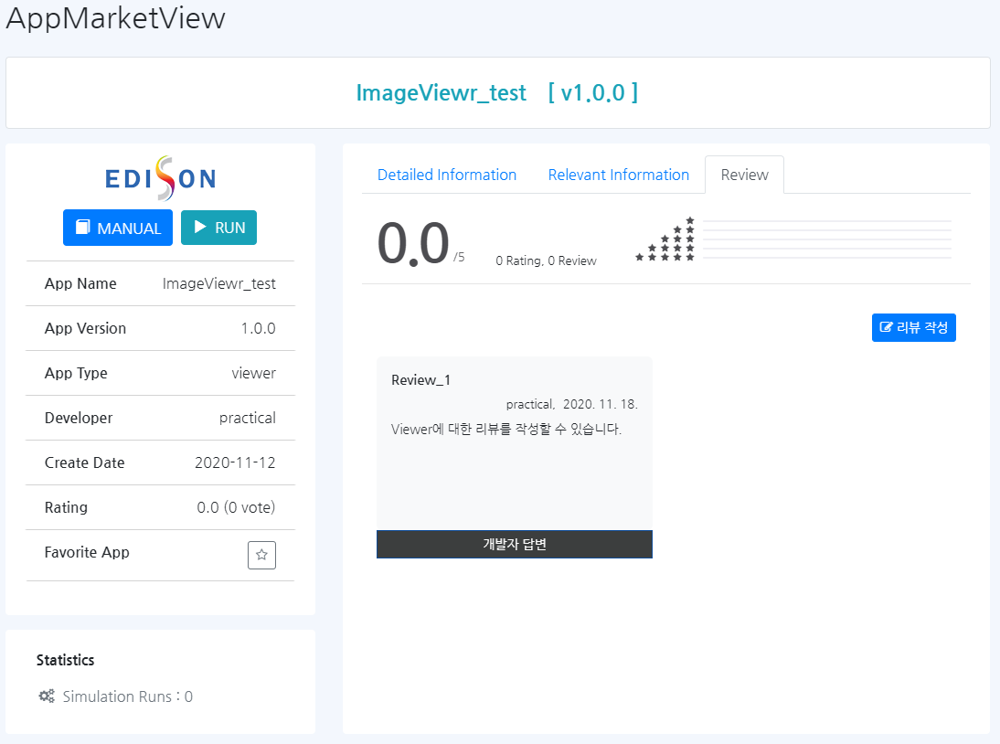 AppMarketView
ImageViewr_test [ v1.0.0 ]
EDISON
MANUAL RUN
App Name ImageViewr_test
App Version 1.0.0
App Type viewer
Developer practical
Create Date 2020-11-12
Rating 0.0 (0 vote)
Favorite App
Statistics
Simulation Runs : 0
Detailed Information Relevant Information Review
0.0 /5 0 Rating, 0 Review
리뷰 작성
Review_1
practical, 2020. 11. 18.
Viewer에 대한 리뷰를 작성할 수 있습니다.
개발자 답변